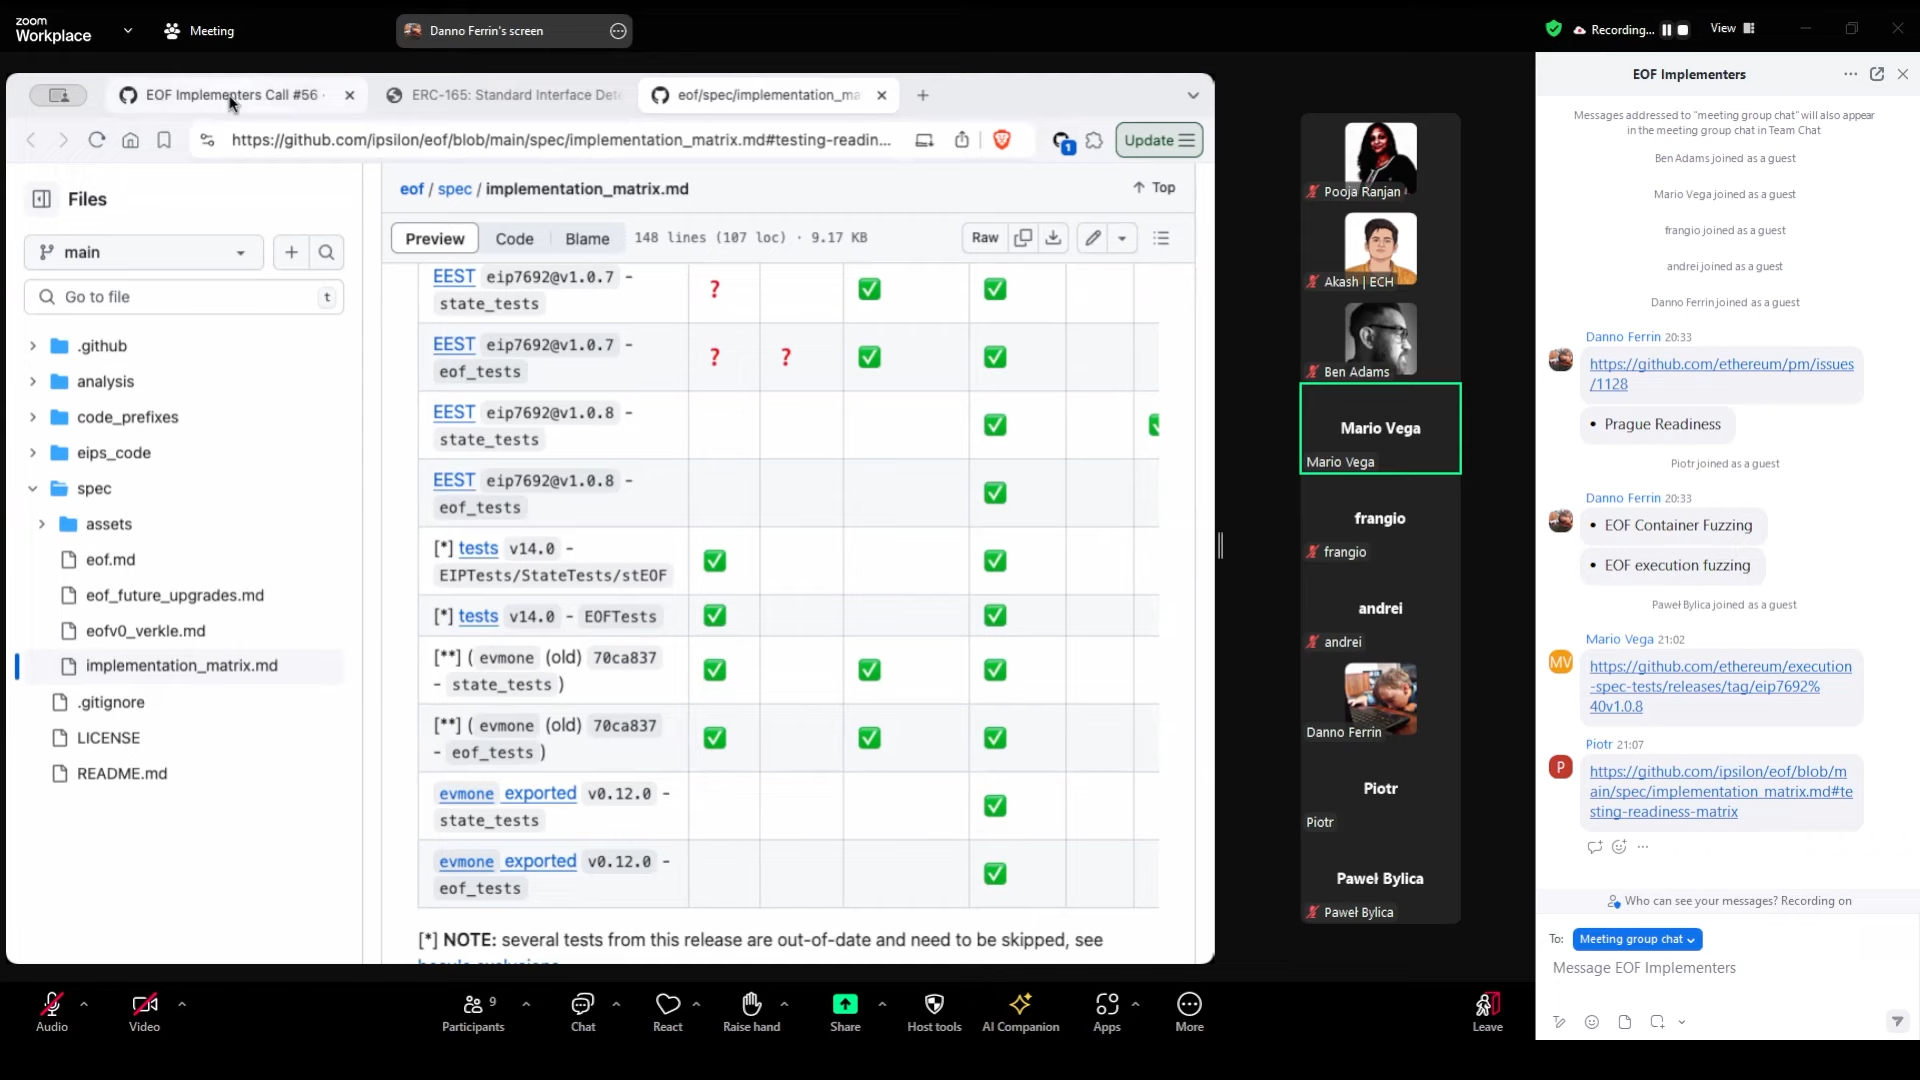 zoom
Workplace
Meeting
Danno Ferrin's screen
Recording...
View
EOF Implementers Call #56 ·
ERC-165: Standard Interface Dete
eof/spec/implementation_ma
https://github.com/ipsilon/eof/blob/main/spec/implementation_matrix.md#testing-readin...
1
Update
Files
main
Go to file
t
.github
analysis
code_prefixes
eips_code
spec
assets
eof.md
eof_future_upgrades.md
eofv0_verkle.md
implementation_matrix.md
.gitignore
LICENSE
README.md
eof / spec / implementation_matrix.md
Top
Preview
Code
Blame
148 lines (107 loc) · 9.17 KB
Raw
EEST eip7692@v1.0.7 -
state_tests
?
EEST eip7692@v1.0.7 -
eof_tests
? ?
EEST eip7692@v1.0.8 -
state_tests
EEST eip7692@v1.0.8 -
eof_tests
[*] tests v14.0 -
EIPTests/StateTests/stEOF
[*] tests v14.0 - EOFTests
[**] ( evmone (old) 70ca837
- state_tests )
[**] ( evmone (old) 70ca837
- eof_tests )
evmone exported v0.12.0 -
state_tests
evmone exported v0.12.0 -
eof_tests
[*] NOTE: several tests from this release are out-of-date and need to be skipped, see
Pooja Ranjan
Akash | ECH
Ben Adams
Mario Vega
Mario Vega
frangio
frangio
andrei
andrei
Danno Ferrin
Piotr
Piotr
Paweł Bylica
Paweł Bylica
EOF Implementers
Messages addressed to "meeting group chat" will also appear
in the meeting group chat in Team Chat
Ben Adams joined as a guest
Mario Vega joined as a guest
frangio joined as a guest
andrei joined as a guest
Danno Ferrin joined as a guest
Danno Ferrin 20:33
https://github.com/ethereum/pm/issues
/1128
• Prague Readiness
Piotr joined as a guest
Danno Ferrin 20:33
• EOF Container Fuzzing
• EOF execution fuzzing
Paweł Bylica joined as a guest
Mario Vega 21:02
MV
https://github.com/ethereum/execution
-spec-tests/releases/tag/eip7692%
40v1.0.8
Piotr 21:07
P
https://github.com/ipsilon/eof/blob/m
ain/spec/implementation_matrix.md#te
sting-readiness-matrix
Who can see your messages? Recording on
To: Meeting group chat
Message EOF Implementers
Audio
Video
9
Participants
Chat
React
Raise hand
Share
Host tools
AI Companion
Apps
More
Leave